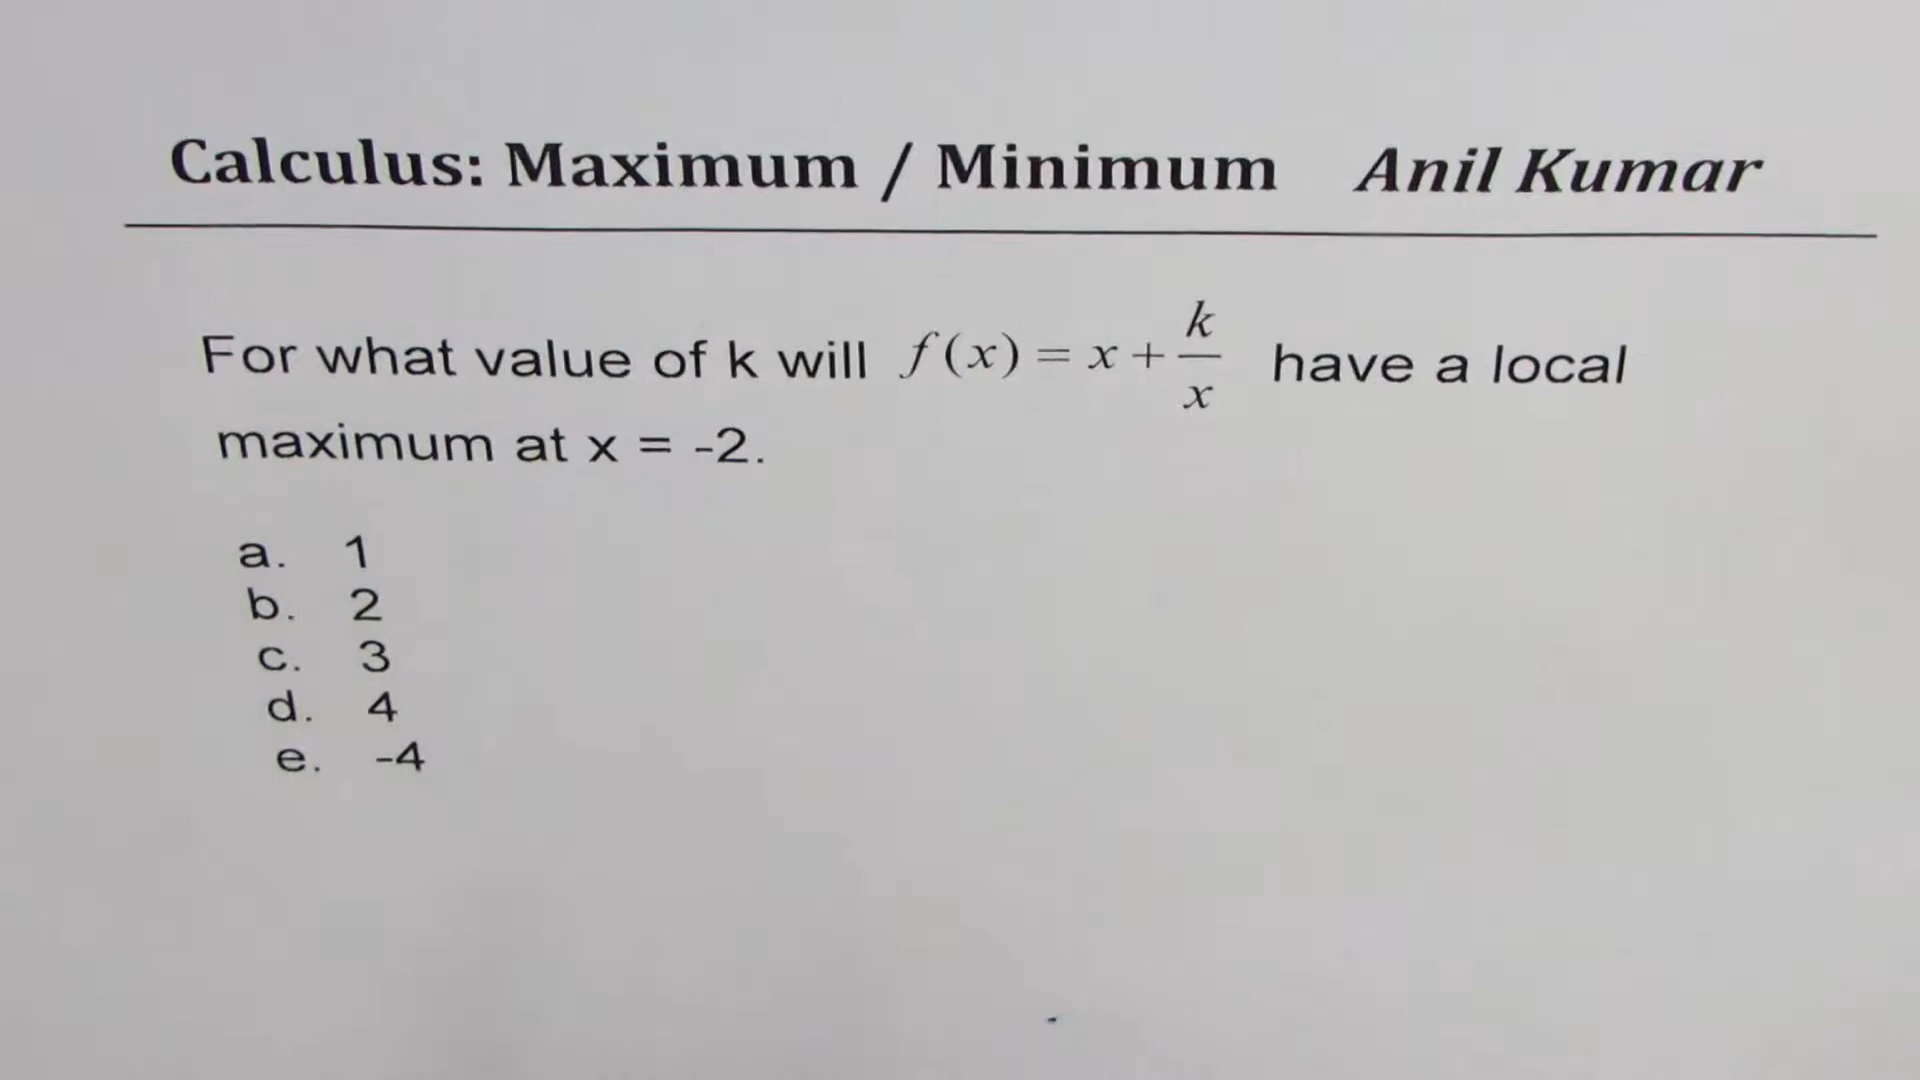 Calculus: Maximum / Minimum Anil Kumar
For what value of k will f(x) = x + k/x have a local
maximum at x = -2.
a. 1
b. 2
c. 3
d. 4
e. -4